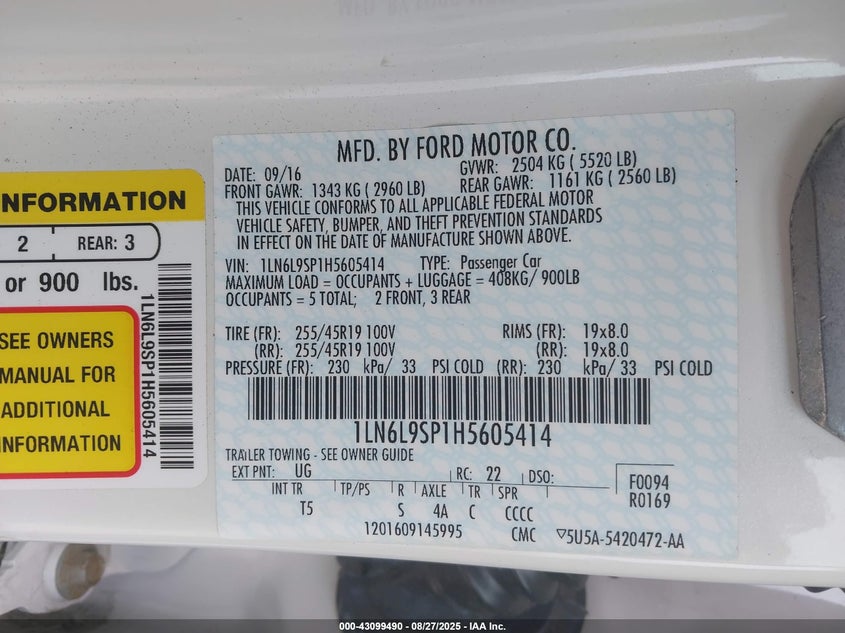 NFORMATION
2 REAR: 3
or 900 lbs.
SEE OWNERS
MANUAL FOR
ADDITIONAL
INFORMATION
1LN6L9SP1H5605414
MFD. BY FORD MOTOR CO.
DATE: 09/16 GVWR: 2504 KG ( 5520 LB)
FRONT GAWR: 1343 KG ( 2960 LB) REAR GAWR: 1161 KG ( 2560 LB)
THIS VEHICLE CONFORMS TO ALL APPLICABLE FEDERAL MOTOR
VEHICLE SAFETY, BUMPER, AND THEFT PREVENTION STANDARDS
IN EFFECT ON THE DATE OF MANUFACTURE SHOWN ABOVE.
VIN: 1LN6L9SP1H5605414 TYPE: Passenger Car
MAXIMUM LOAD = OCCUPANTS + LUGGAGE = 408KG/ 900LB
OCCUPANTS = 5 TOTAL; 2 FRONT, 3 REAR
TIRE (FR): 255/45R19 100V RIMS (FR): 19x8.0
(RR): 255/45R19 100V (RR): 19x8.0
PRESSURE (FR): 230 kPa/ 33 PSI COLD (RR): 230 kPa/ 33 PSI COLD
1LN6L9SP1H5605414
TRAILER TOWING - SEE OWNER GUIDE
EXT PNT: UG RC: 22 DSO:
INT TR TP/PS R AXLE TR SPR
T5 S 4A C CCCC
F0094
R0169
1201609145995 CMC ▽5U5A-5420472-AA
000-43099490 - 08/27/2025 - IAA Inc.